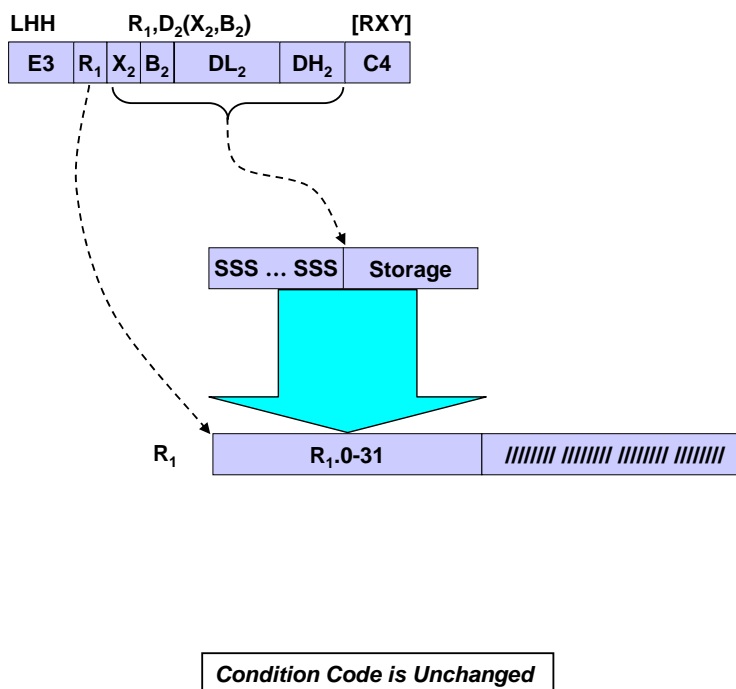 LHH R₁,D₂(X₂,B₂) [RXY]
E3 R₁ X₂ B₂ DL₂ DH₂ C4
SSS … SSS Storage
R₁ R₁.0-31 //////// //////// //////// ////////
Condition Code is Unchanged